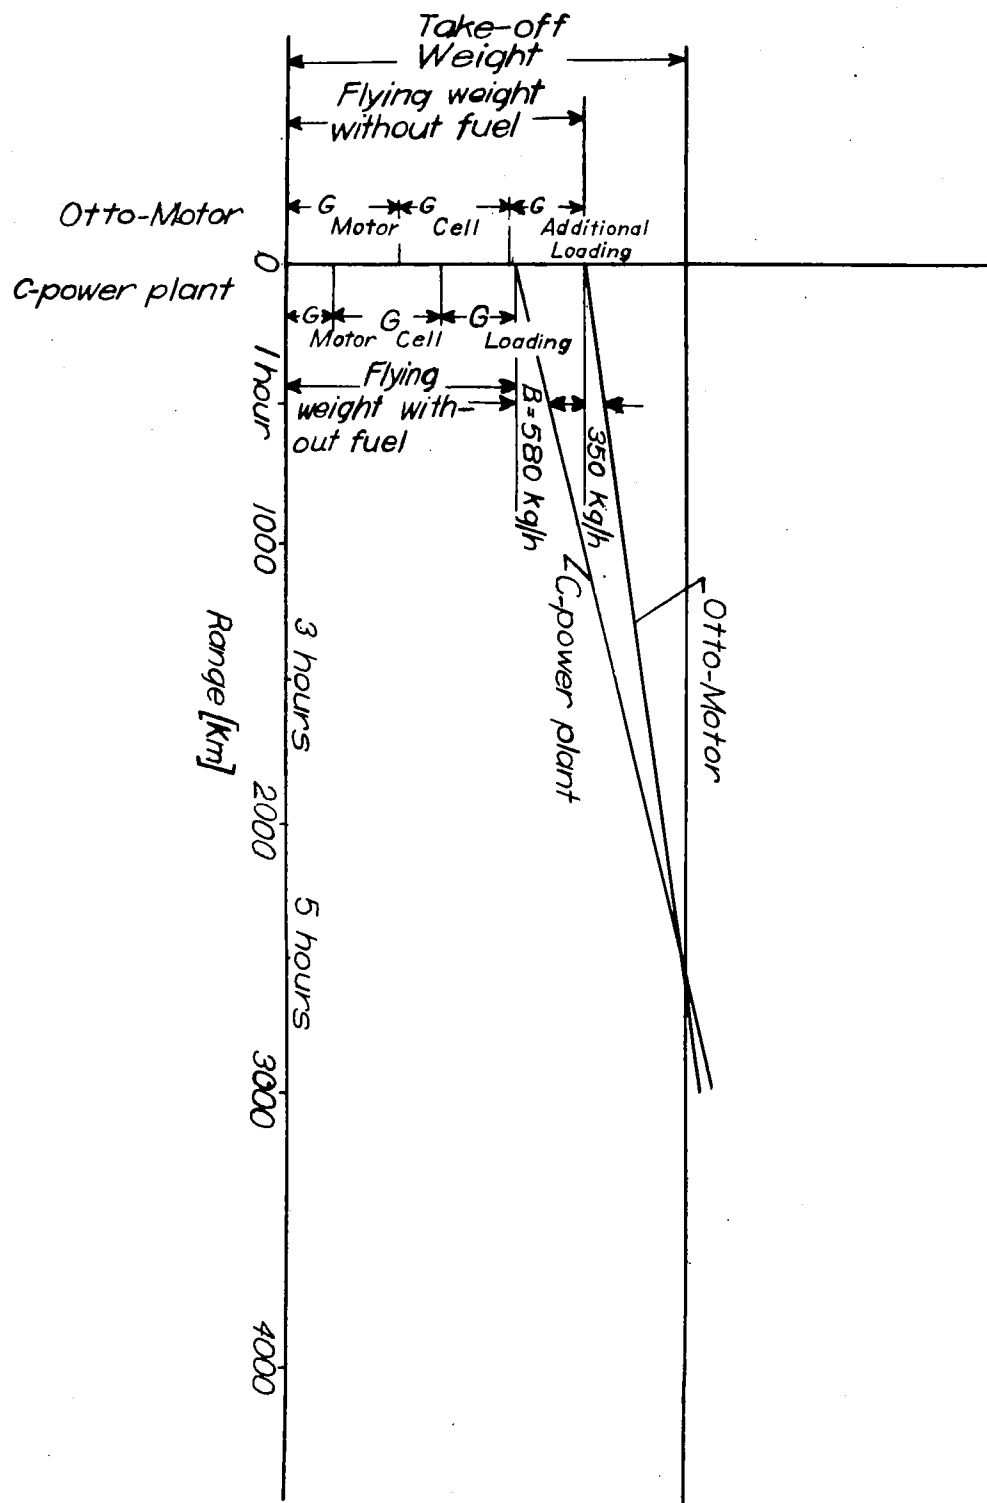 Take-off
Weight
Flying weight
without fuel
Otto-Motor
G Motor
G Cell
G Additional
Loading
0
C-power plant
G Motor
G Cell
G Loading
Flying
weight with-
out fuel
1 hour
B=580 kg/h
350 kg/h
1000
C-power plant
Otto-Motor
3 hours
Range [Km]
2000
5 hours
3000
4000